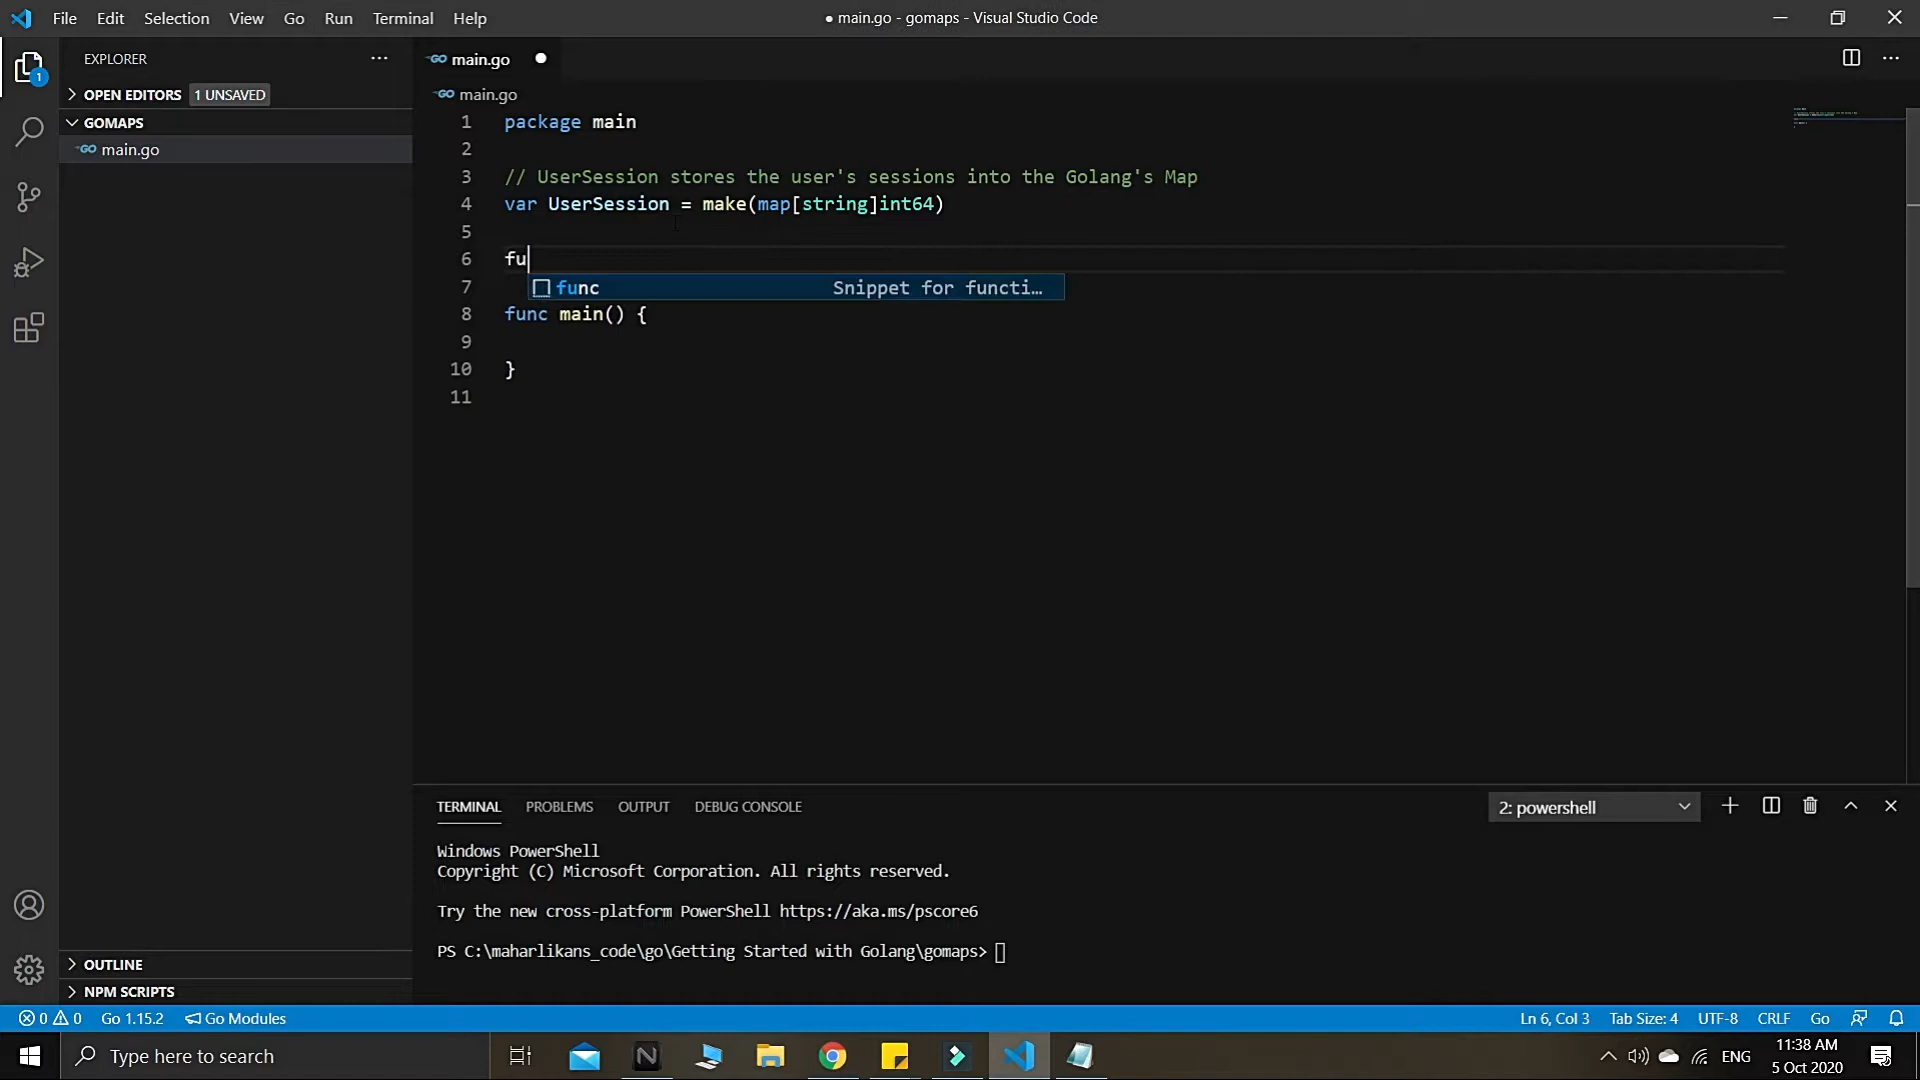 File Edit Selection View Go Run Terminal Help
● main.go - gomaps - Visual Studio Code
EXPLORER
main.go
1
OPEN EDITORS 1 UNSAVED
main.go
GOMAPS
main.go
1 package main
2
3 // UserSession stores the user's sessions into the Golang's Map
4 var UserSession = make(map[string]int64)
5
6 fu
7 func Snippet for functi…
8 func main() {
9
10 }
11
TERMINAL PROBLEMS OUTPUT DEBUG CONSOLE 2: powershell
Windows PowerShell
Copyright (C) Microsoft Corporation. All rights reserved.
Try the new cross-platform PowerShell https://aka.ms/pscore6
PS C:\maharlikans_code\go\Getting Started with Golang\gomaps>
OUTLINE
NPM SCRIPTS
0 0 Go 1.15.2 Go Modules Ln 6, Col 3 Tab Size: 4 UTF-8 CRLF Go
Type here to search
ENG
11:38 AM
5 Oct 2020